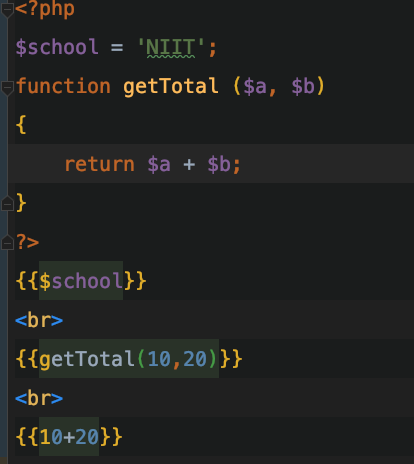 <?php
$school = 'NIIT';
function getTotal ($a, $b)
{
    return $a + $b;
}
?>
{{$school}}
<br>
{{getTotal(10,20)}}
<br>
{{10+20}}